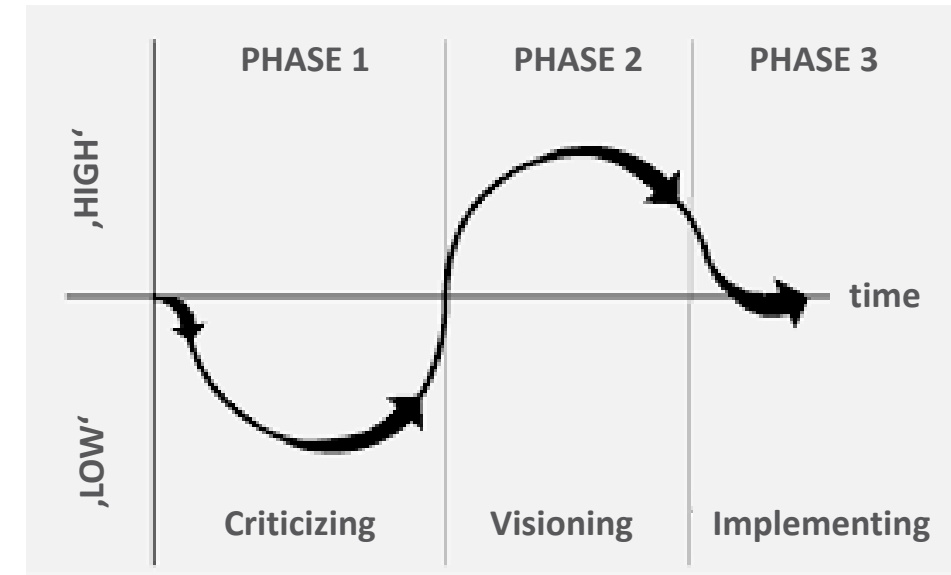 PHASE 1
PHASE 2
PHASE 3
‚HIGH‘
time
‚LOW‘
Criticizing
Visioning
Implementing